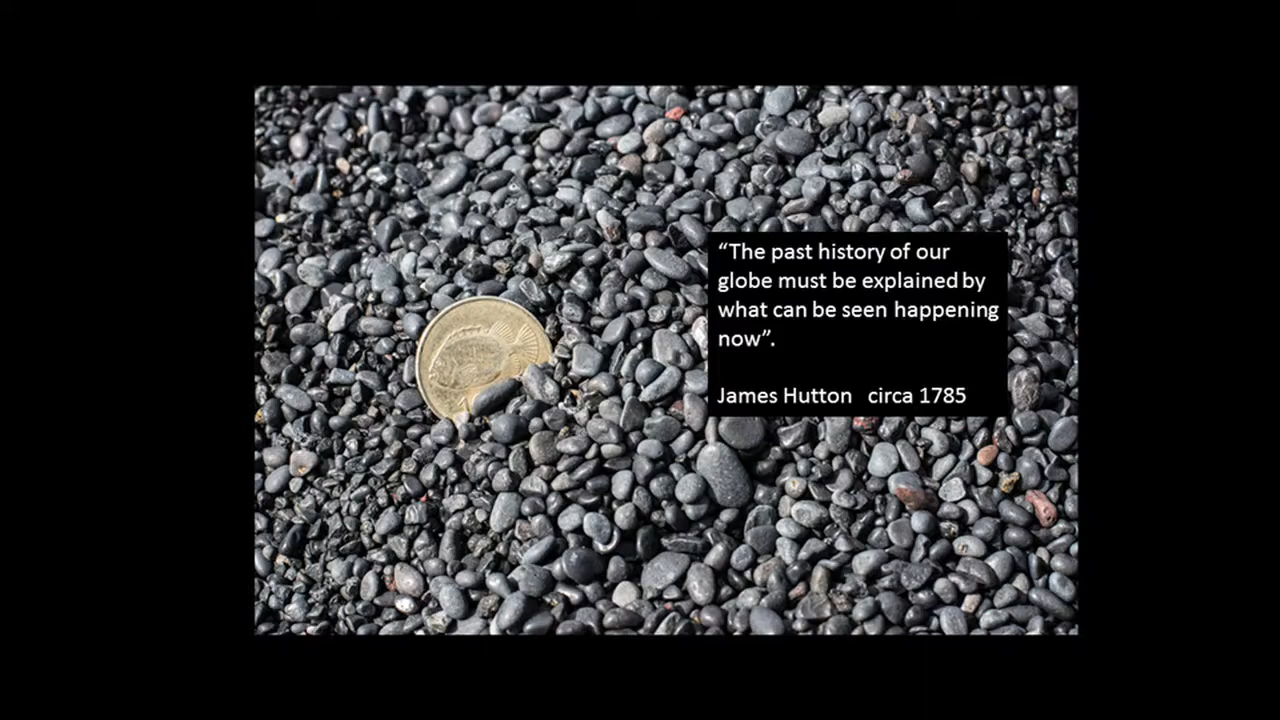 “The past history of our
globe must be explained by
what can be seen happening
now”.
James Hutton   circa 1785